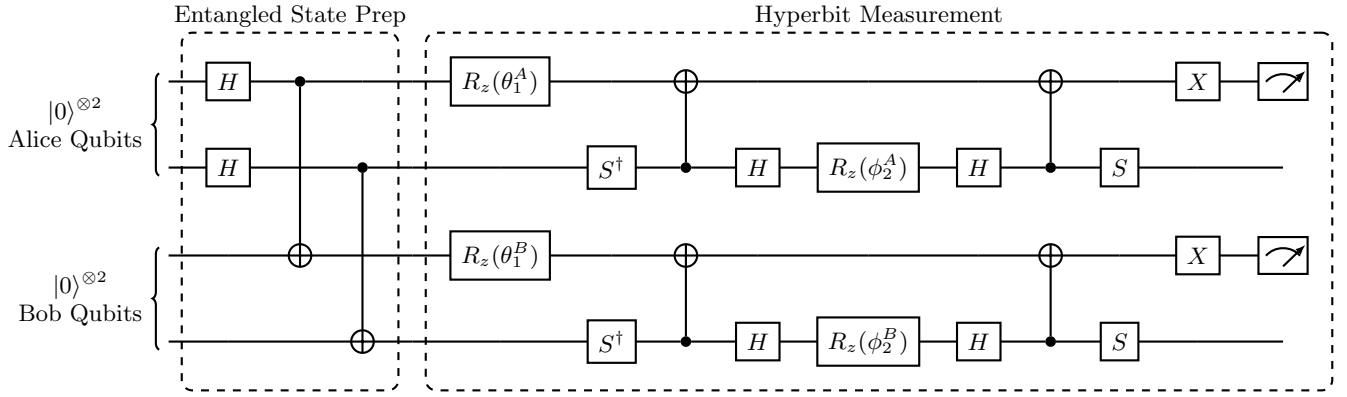 Entangled State Prep
Hyperbit Measurement
|0⟩^{⊗2}
Alice Qubits
H R_z(θ_1^A) X
H S^† H R_z(ϕ_2^A) H S
|0⟩^{⊗2}
Bob Qubits
R_z(θ_1^B) X
S^† H R_z(ϕ_2^B) H S